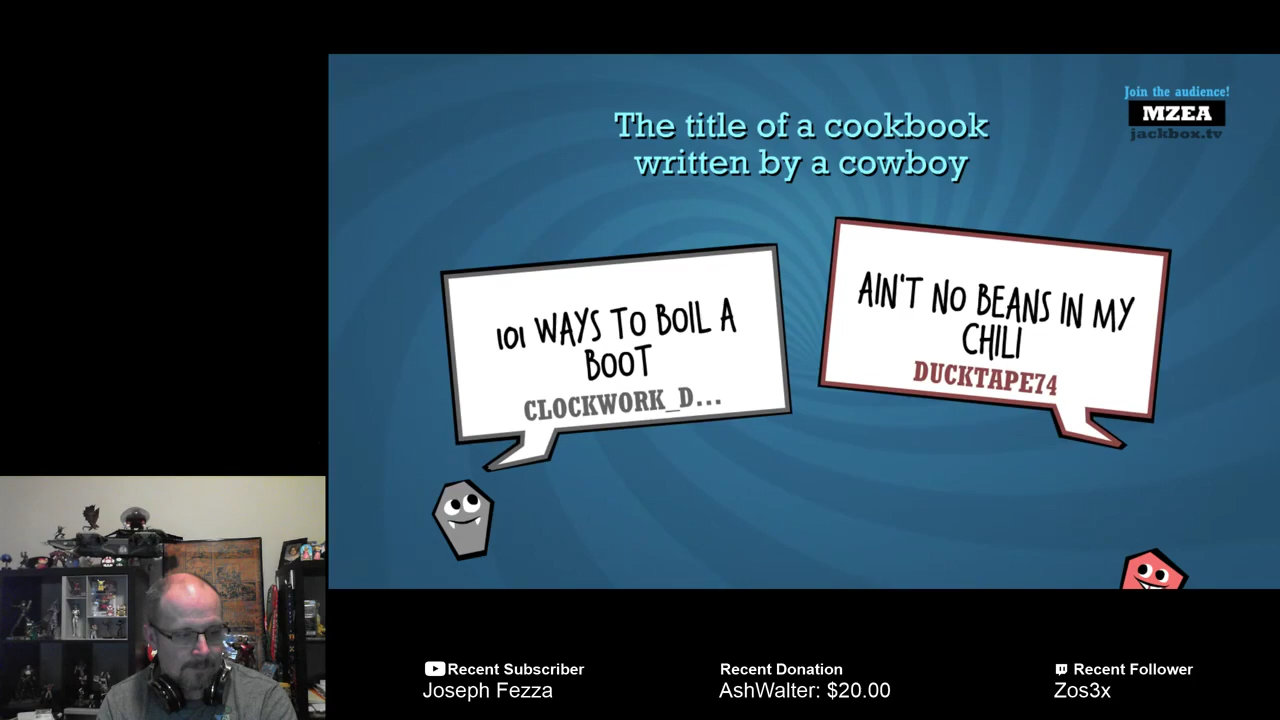 Join the audience!
MZEA
jackbox.tv
The title of a cookbook
written by a cowboy
101 WAYS TO BOIL A
BOOT
CLOCKWORK_D...
AIN'T NO BEANS IN MY
CHILI
DUCKTAPE74
Recent Subscriber
Joseph Fezza
Recent Donation
AshWalter: $20.00
Recent Follower
Zos3x